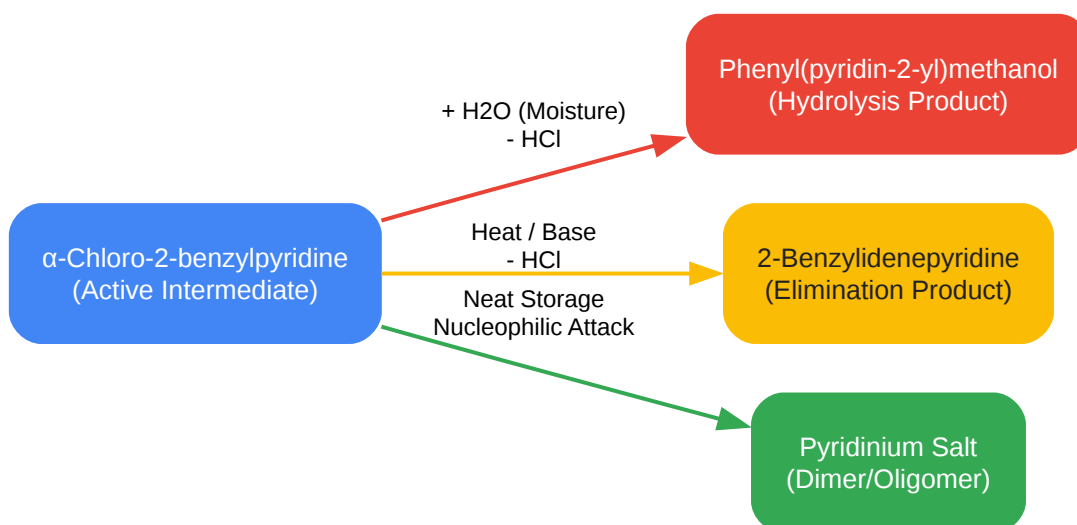 Phenyl(pyridin-2-yl)methanol
(Hydrolysis Product)
+ H2O (Moisture)
- HCl
α-Chloro-2-benzylpyridine
(Active Intermediate)
Heat / Base
- HCl
2-Benzylidenepyridine
(Elimination Product)
Neat Storage
Nucleophilic Attack
Pyridinium Salt
(Dimer/Oligomer)